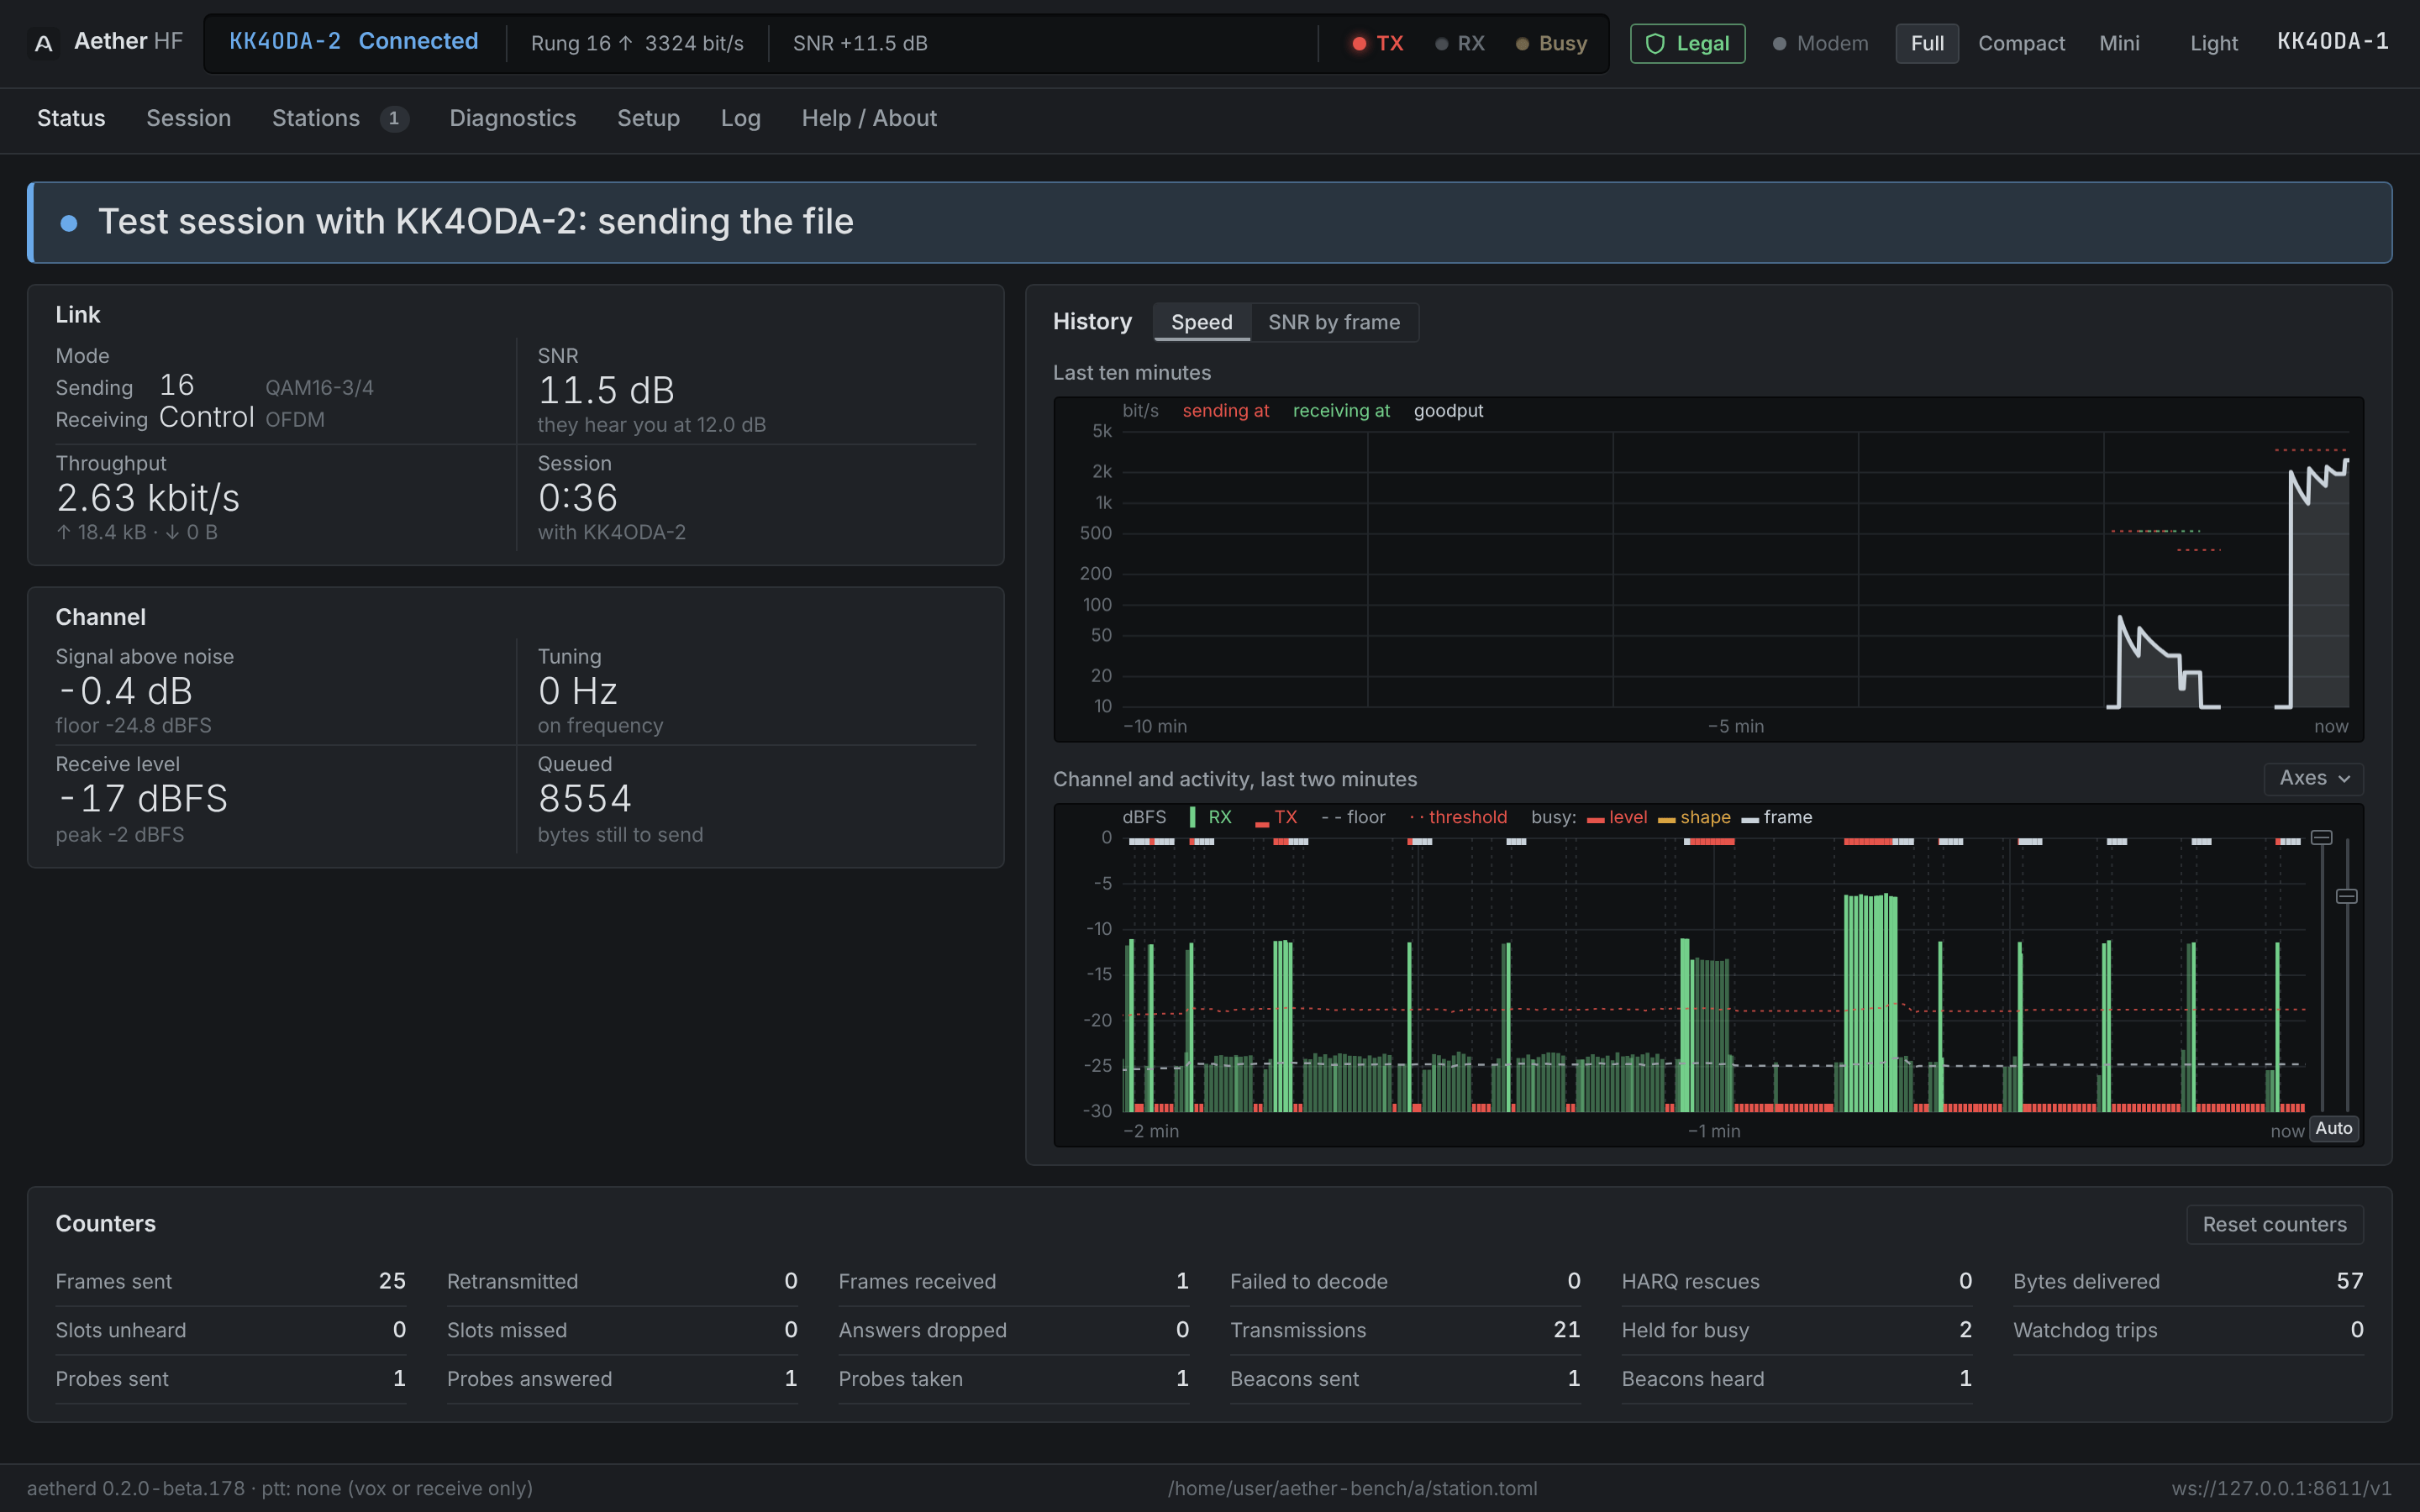 Aether HF KK4ODA-2 Connected Rung 16 ↑ 3324 bit/s SNR +11.5 dB TX RX Busy Legal Modem Full Compact Mini Light KK4ODA-1
Status Session Stations 1 Diagnostics Setup Log Help / About
Test session with KK4ODA-2: sending the file
Link
Mode
Sending 16 QAM16-3/4
Receiving Control OFDM
SNR
11.5 dB
they hear you at 12.0 dB
Throughput
2.63 kbit/s
↑ 18.4 kB · ↓ 0 B
Session
0:36
with KK4ODA-2
Channel
Signal above noise
-0.4 dB
floor -24.8 dBFS
Tuning
0 Hz
on frequency
Receive level
-17 dBFS
peak -2 dBFS
Queued
8554
bytes still to send
History Speed SNR by frame
Last ten minutes
bit/s sending at receiving at goodput
5k
2k
1k
500
200
100
50
20
10
−10 min −5 min now
Channel and activity, last two minutes Axes
dBFS RX TX - - floor · · threshold busy: level shape frame
0
-5
-10
-15
-20
-25
-30
−2 min −1 min now Auto
Counters Reset counters
Frames sent 25 Retransmitted 0 Frames received 1 Failed to decode 0 HARQ rescues 0 Bytes delivered 57
Slots unheard 0 Slots missed 0 Answers dropped 0 Transmissions 21 Held for busy 2 Watchdog trips 0
Probes sent 1 Probes answered 1 Probes taken 1 Beacons sent 1 Beacons heard 1
aetherd 0.2.0-beta.178 · ptt: none (vox or receive only) /home/user/aether-bench/a/station.toml ws://127.0.0.1:8611/v1